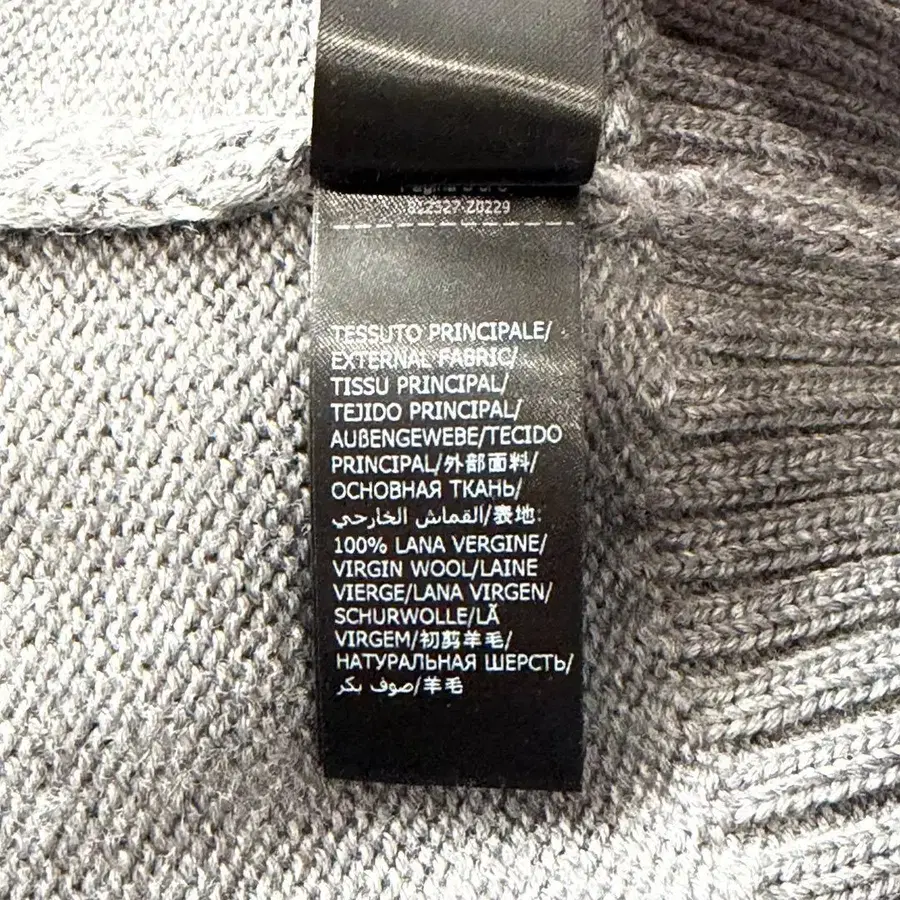 822327-Z0229
TESSUTO PRINCIPALE/
EXTERNAL FABRIC/
TISSU PRINCIPAL/
TEJIDO PRINCIPAL/
AUßENGEWEBE/TECIDO
PRINCIPAL/外部面料/
ОСНОВНАЯ ТКАНЬ/
القماش الخارجي/表地:
100% LANA VERGINE/
VIRGIN WOOL/LAINE
VIERGE/LANA VIRGEN/
SCHURWOLLE/LÃ
VIRGEM/初剪羊毛/
НАТУРАЛЬНАЯ ШЕРСТЬ/
صوف بكر/羊毛